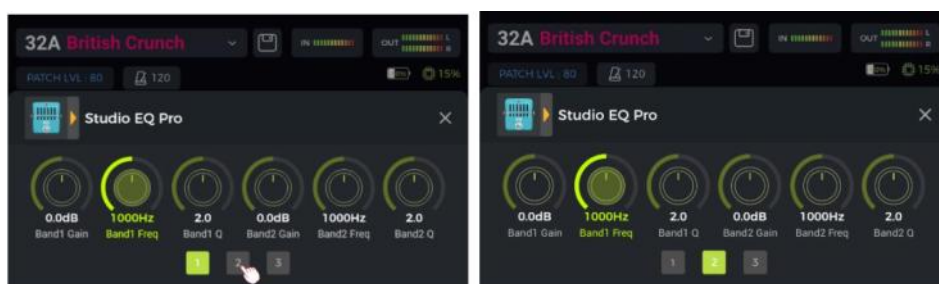 32A British Crunch
IN
OUT
L
R
PATCH LVL : 80
120
0%
15%
Studio EQ Pro
0.0dB 1000Hz 2.0 0.0dB 1000Hz 2.0
Band1 Gain Band1 Freq Band1 Q Band2 Gain Band2 Freq Band2 Q
1 2 3
32A British Crunch
IN
OUT
L
R
PATCH LVL : 80
120
0%
15%
Studio EQ Pro
0.0dB 1000Hz 2.0 0.0dB 1000Hz 2.0
Band1 Gain Band1 Freq Band1 Q Band2 Gain Band2 Freq Band2 Q
1 2 3